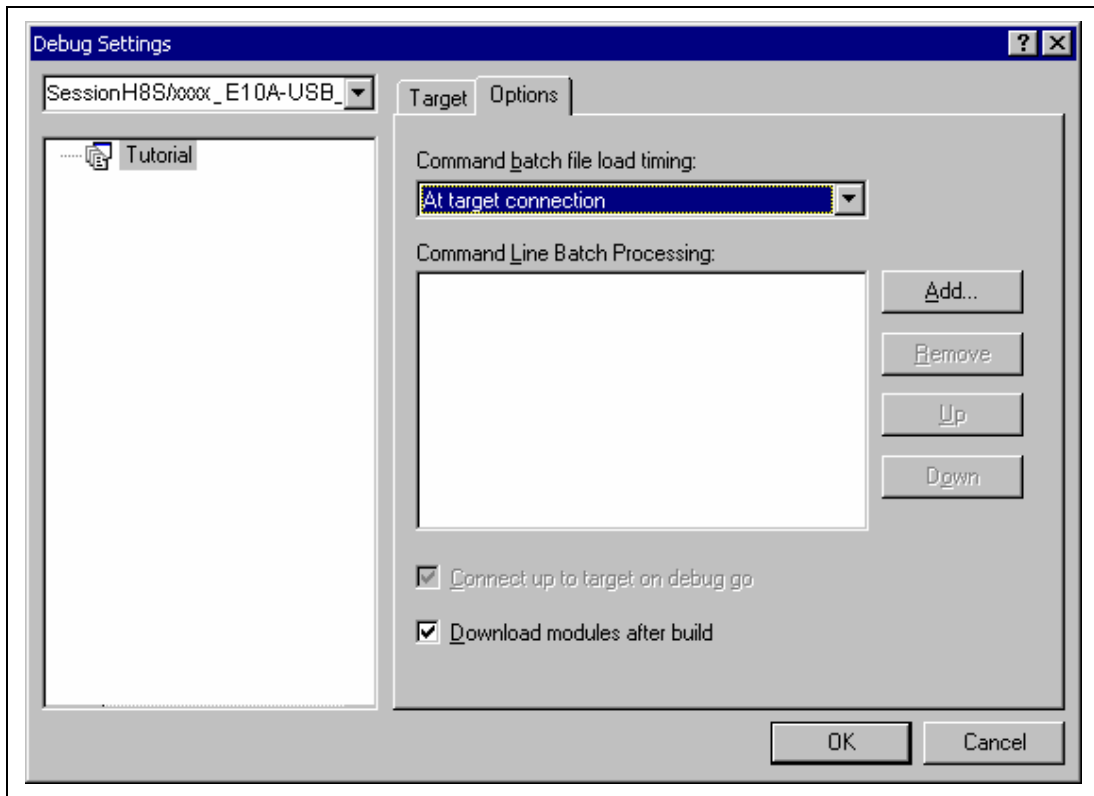 Debug Settings
SessionH8S/xxxx_E10A-USB_
Target
Options
Tutorial
Command batch file load timing:
At target connection
Command Line Batch Processing:
Add...
Remove
Up
Down
Connect up to target on debug go
Download modules after build
OK
Cancel